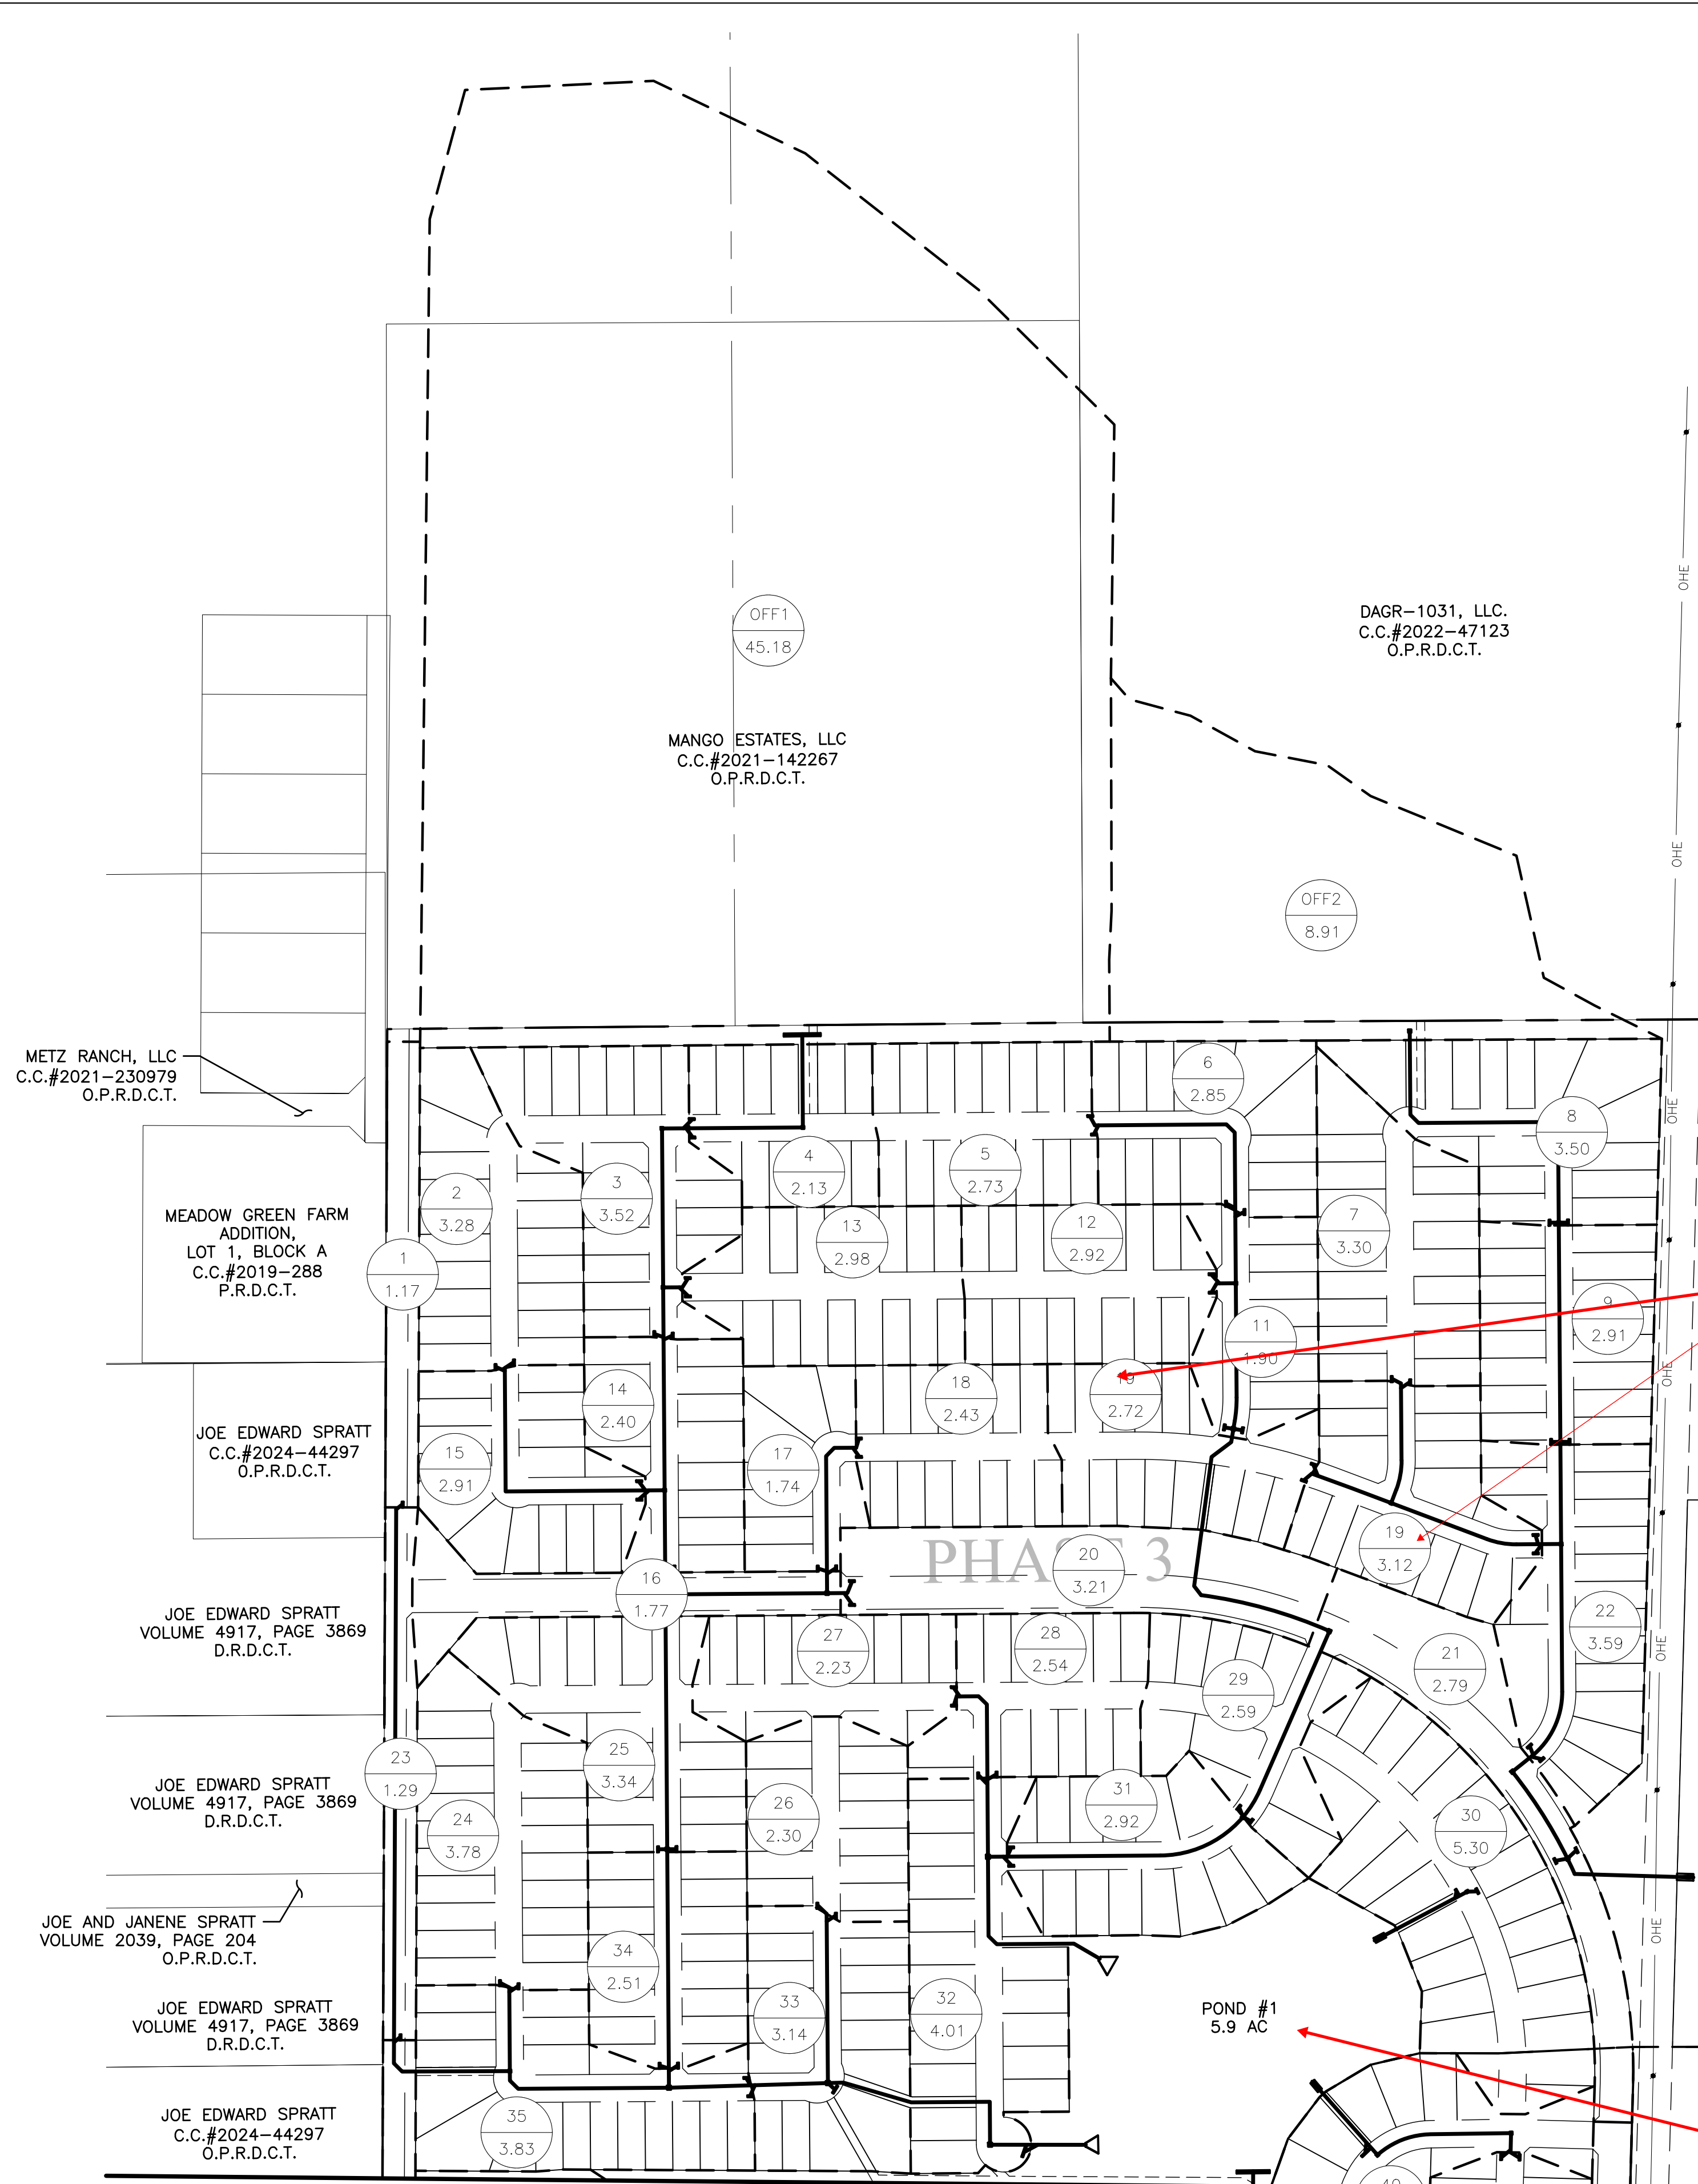 OFF1
45.18
DAGR-1031, LLC.
C.C.#2022-47123
O.P.R.D.C.T.
OHE
MANGO ESTATES, LLC
C.C.#2021-142267
O.P.R.D.C.T.
OHE
OFF2
8.91
METZ RANCH, LLC
C.C.#2021-230979
O.P.R.D.C.T.
6
2.85
OHE
8
3.50
4
2.13
5
2.73
2
3.28
3
3.52
MEADOW GREEN FARM
ADDITION,
LOT 1, BLOCK A
C.C.#2019-288
P.R.D.C.T.
13
2.98
12
2.92
7
3.30
1
1.17
9
2.91
11
1.90
OHE
14
2.40
18
2.43
2.72
JOE EDWARD SPRATT
C.C.#2024-44297
O.P.R.D.C.T.
15
2.91
17
1.74
19
3.12
PHASE 3
20
3.21
16
1.77
JOE EDWARD SPRATT
VOLUME 4917, PAGE 3869
D.R.D.C.T.
27
2.23
28
2.54
22
3.59
OHE
21
2.79
29
2.59
23
1.29
25
3.34
JOE EDWARD SPRATT
VOLUME 4917, PAGE 3869
D.R.D.C.T.
24
3.78
26
2.30
31
2.92
30
5.30
JOE AND JANENE SPRATT
VOLUME 2039, PAGE 204
O.P.R.D.C.T.
OHE
34
2.51
JOE EDWARD SPRATT
VOLUME 4917, PAGE 3869
D.R.D.C.T.
33
3.14
32
4.01
POND #1
5.9 AC
JOE EDWARD SPRATT
C.C.#2024-44297
O.P.R.D.C.T.
35
3.83